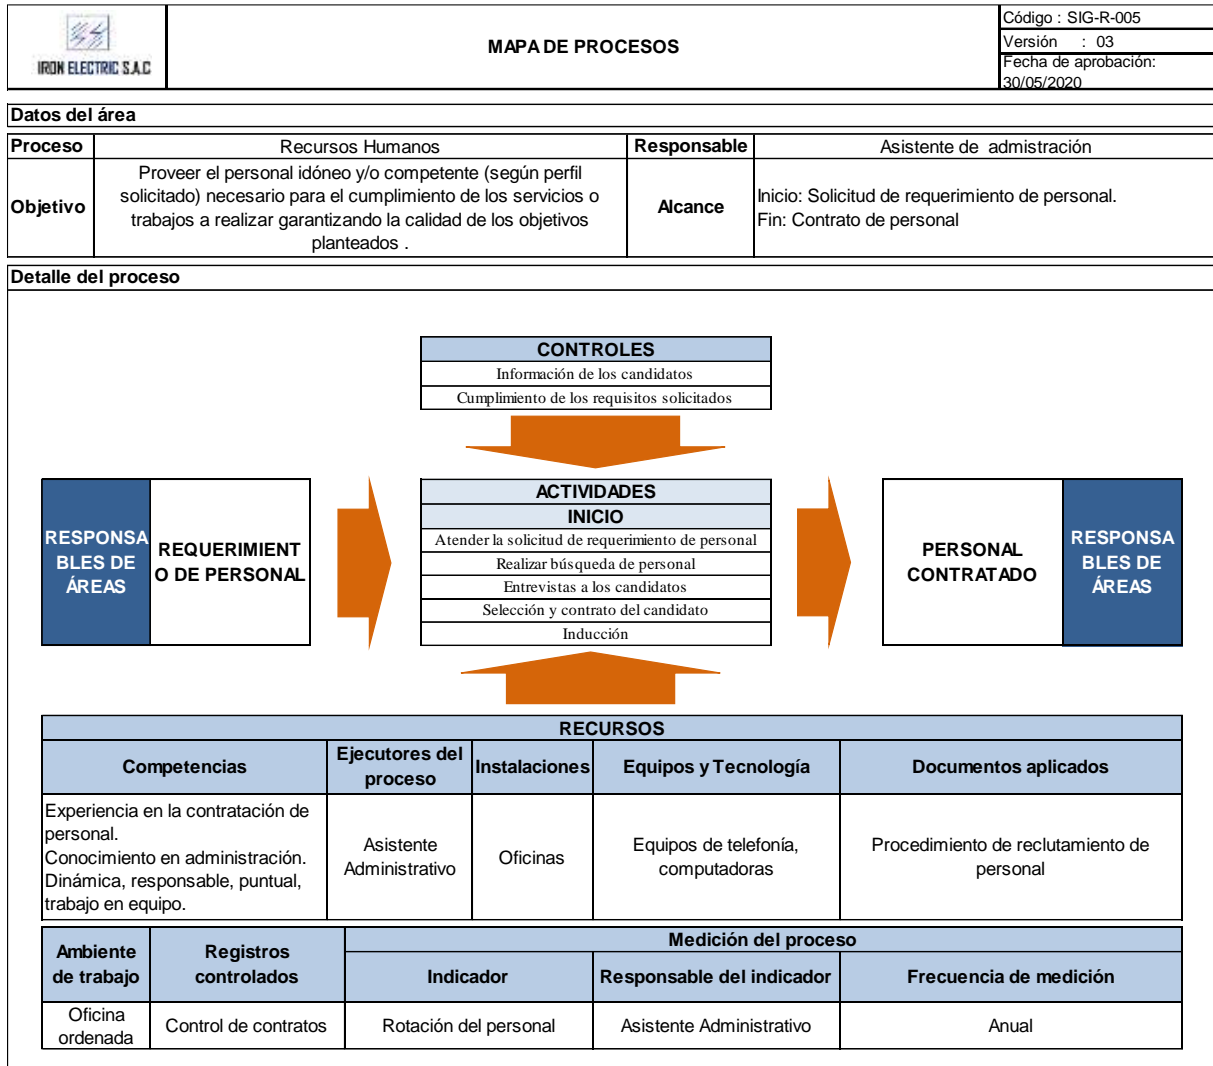 IRON ELECTRIC S.A.C
MAPA DE PROCESOS
Código : SIG-R-005
Versión : 03
Fecha de aprobación:
30/05/2020
Datos del área
Proceso
Recursos Humanos
Responsable
Asistente de admistración
Objetivo
Proveer el personal idóneo y/o competente (según perfil
solicitado) necesario para el cumplimiento de los servicios o
trabajos a realizar garantizando la calidad de los objetivos
planteados .
Alcance
Inicio: Solicitud de requerimiento de personal.
Fin: Contrato de personal
Detalle del proceso
CONTROLES
Información de los candidatos
Cumplimiento de los requisitos solicitados
RESPONSA
BLES DE
ÁREAS
REQUERIMIENT
O DE PERSONAL
ACTIVIDADES
INICIO
Atender la solicitud de requerimiento de personal
Realizar búsqueda de personal
Entrevistas a los candidatos
Selección y contrato del candidato
Inducción
PERSONAL
CONTRATADO
RESPONSA
BLES DE
ÁREAS
RECURSOS
Competencias
Ejecutores del
proceso
Instalaciones
Equipos y Tecnología
Documentos aplicados
Experiencia en la contratación de
personal.
Conocimiento en administración.
Dinámica, responsable, puntual,
trabajo en equipo.
Asistente
Administrativo
Oficinas
Equipos de telefonía,
computadoras
Procedimiento de reclutamiento de
personal
Ambiente
de trabajo
Registros
controlados
Medición del proceso
Indicador
Responsable del indicador
Frecuencia de medición
Oficina
ordenada
Control de contratos
Rotación del personal
Asistente Administrativo
Anual